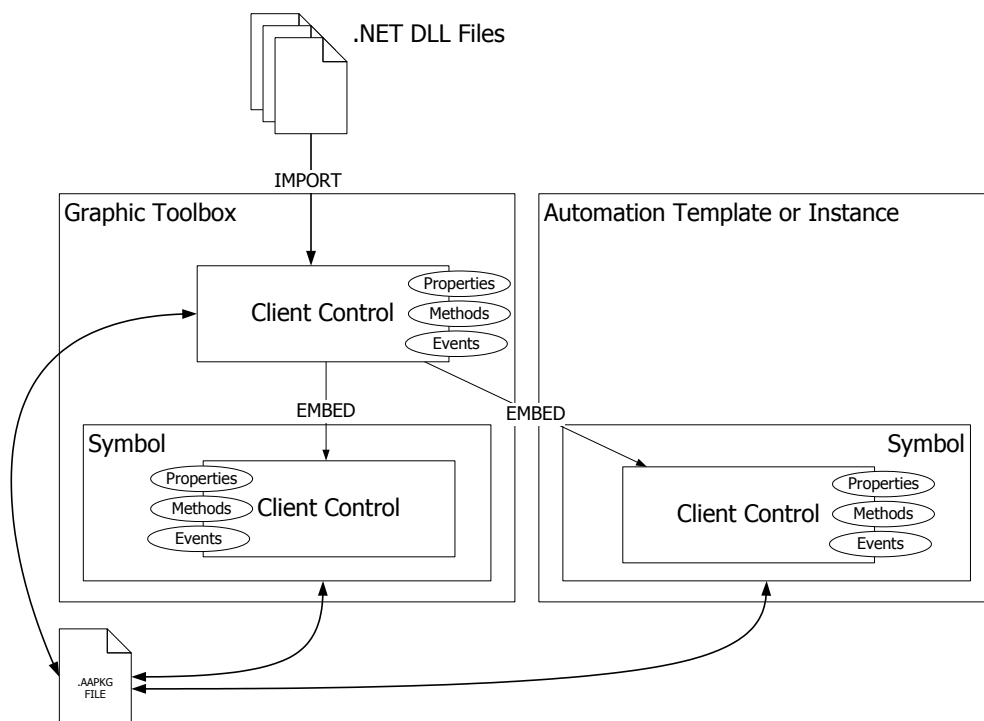 .NET DLL Files
IMPORT
Graphic Toolbox
Automation Template or Instance
Client Control
Properties
Methods
Events
EMBED
EMBED
Symbol
Properties
Methods
Events
Client Control
Symbol
Client Control
Properties
Methods
Events
.AAPKG
FILE